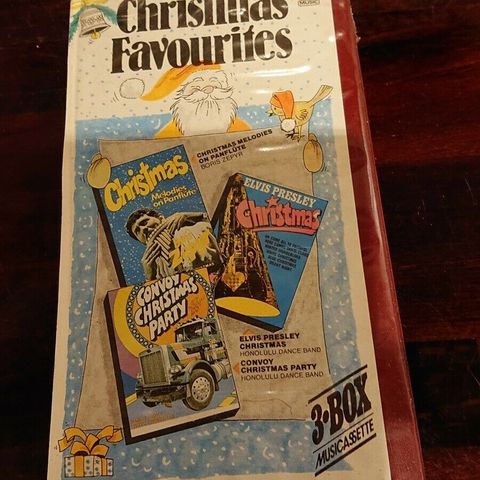 Christmas
Favourites
MUSIC
CHRISTMAS MELODIES
ON PANFLUTE
BORIS ZEPYR
Christmas
Melodies
on Panflute
ELVIS PRESLEY
Christmas
CONVOY
CHRISTMAS
PARTY
ELVIS PRESLEY
CHRISTMAS
HONOLULU DANCE BAND
CONVOY
CHRISTMAS PARTY
HONOLULU DANCE BAND
3-BOX
MUSICASSETTE